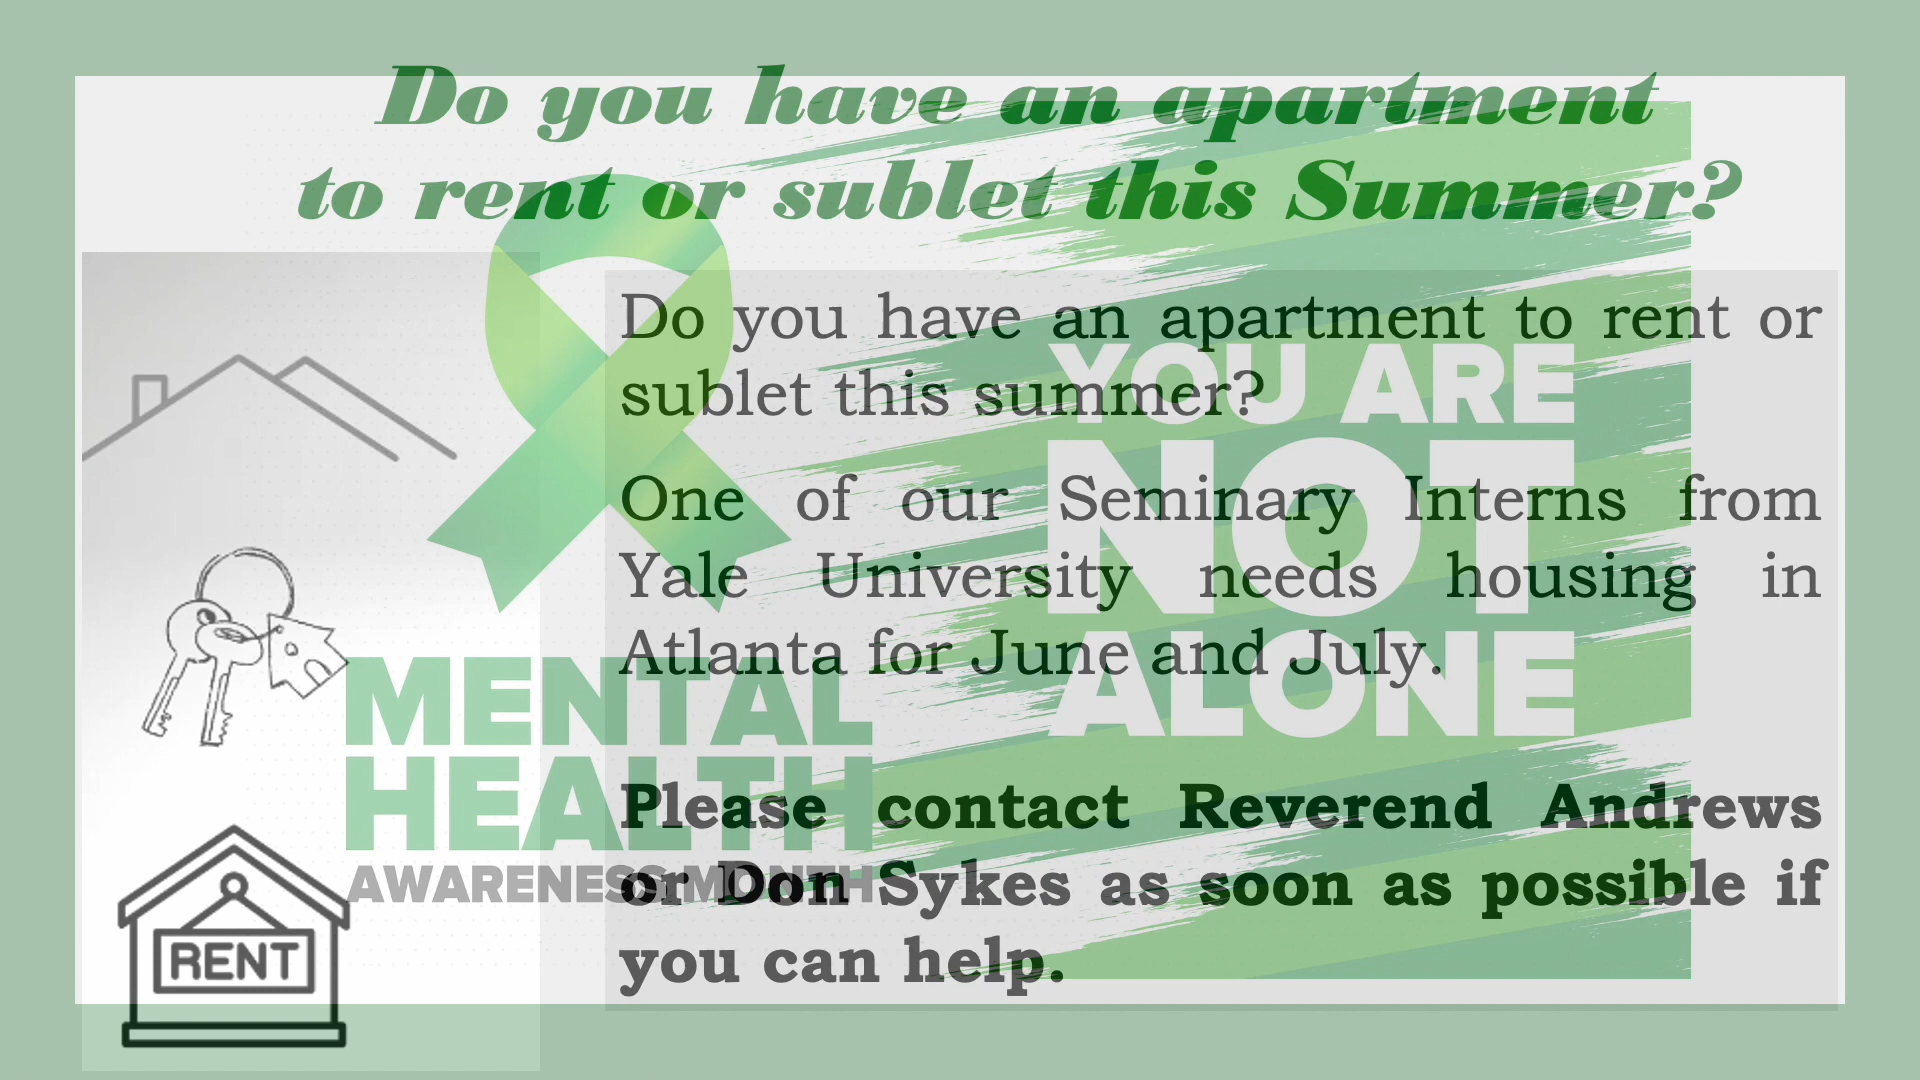 Do you have an apartment
to rent or sublet this Summer?
Do you have an apartment to rent or
sublet this summer?
One of our Seminary Interns from
Yale University needs housing in
Atlanta for June and July.
Please contact Reverend Andrews
or Don Sykes as soon as possible if
you can help.
RENT
MENTAL
HEALTH
AWARENESS MONTH
YOU ARE
NOT
ALONE